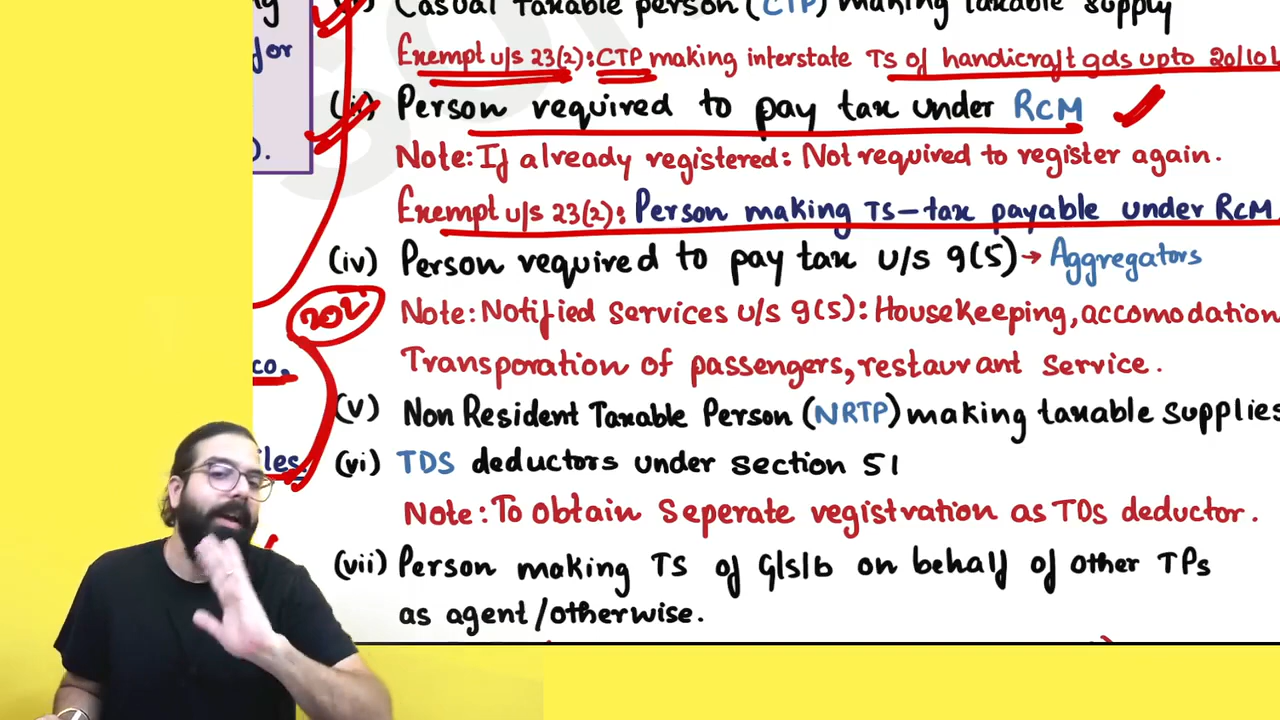 Casual Taxable person (CTP) making taxable supply
Exempt u/s 23(2): CTP making interstate TS of handicraft gds upto 20/10L
for
Person required to pay tax under RCM
Note: If already registered: Not required to register again.
Exempt u/s 23(2): Person making TS-tax payable under RCM
(iv) Person required to pay tax u/s 9(5) → Aggregators
Note: Notified Services u/s 9(5): Housekeeping, accomodation
co. Transporation of passengers, restaurant service.
(v) Non Resident Taxable Person (NRTP) making taxable supplies
(vi) TDS deductors under section 51
Note: To obtain seperate registration as TDS deductor.
(vii) Person making TS of G/S/b on behalf of other TPs
as agent/otherwise.